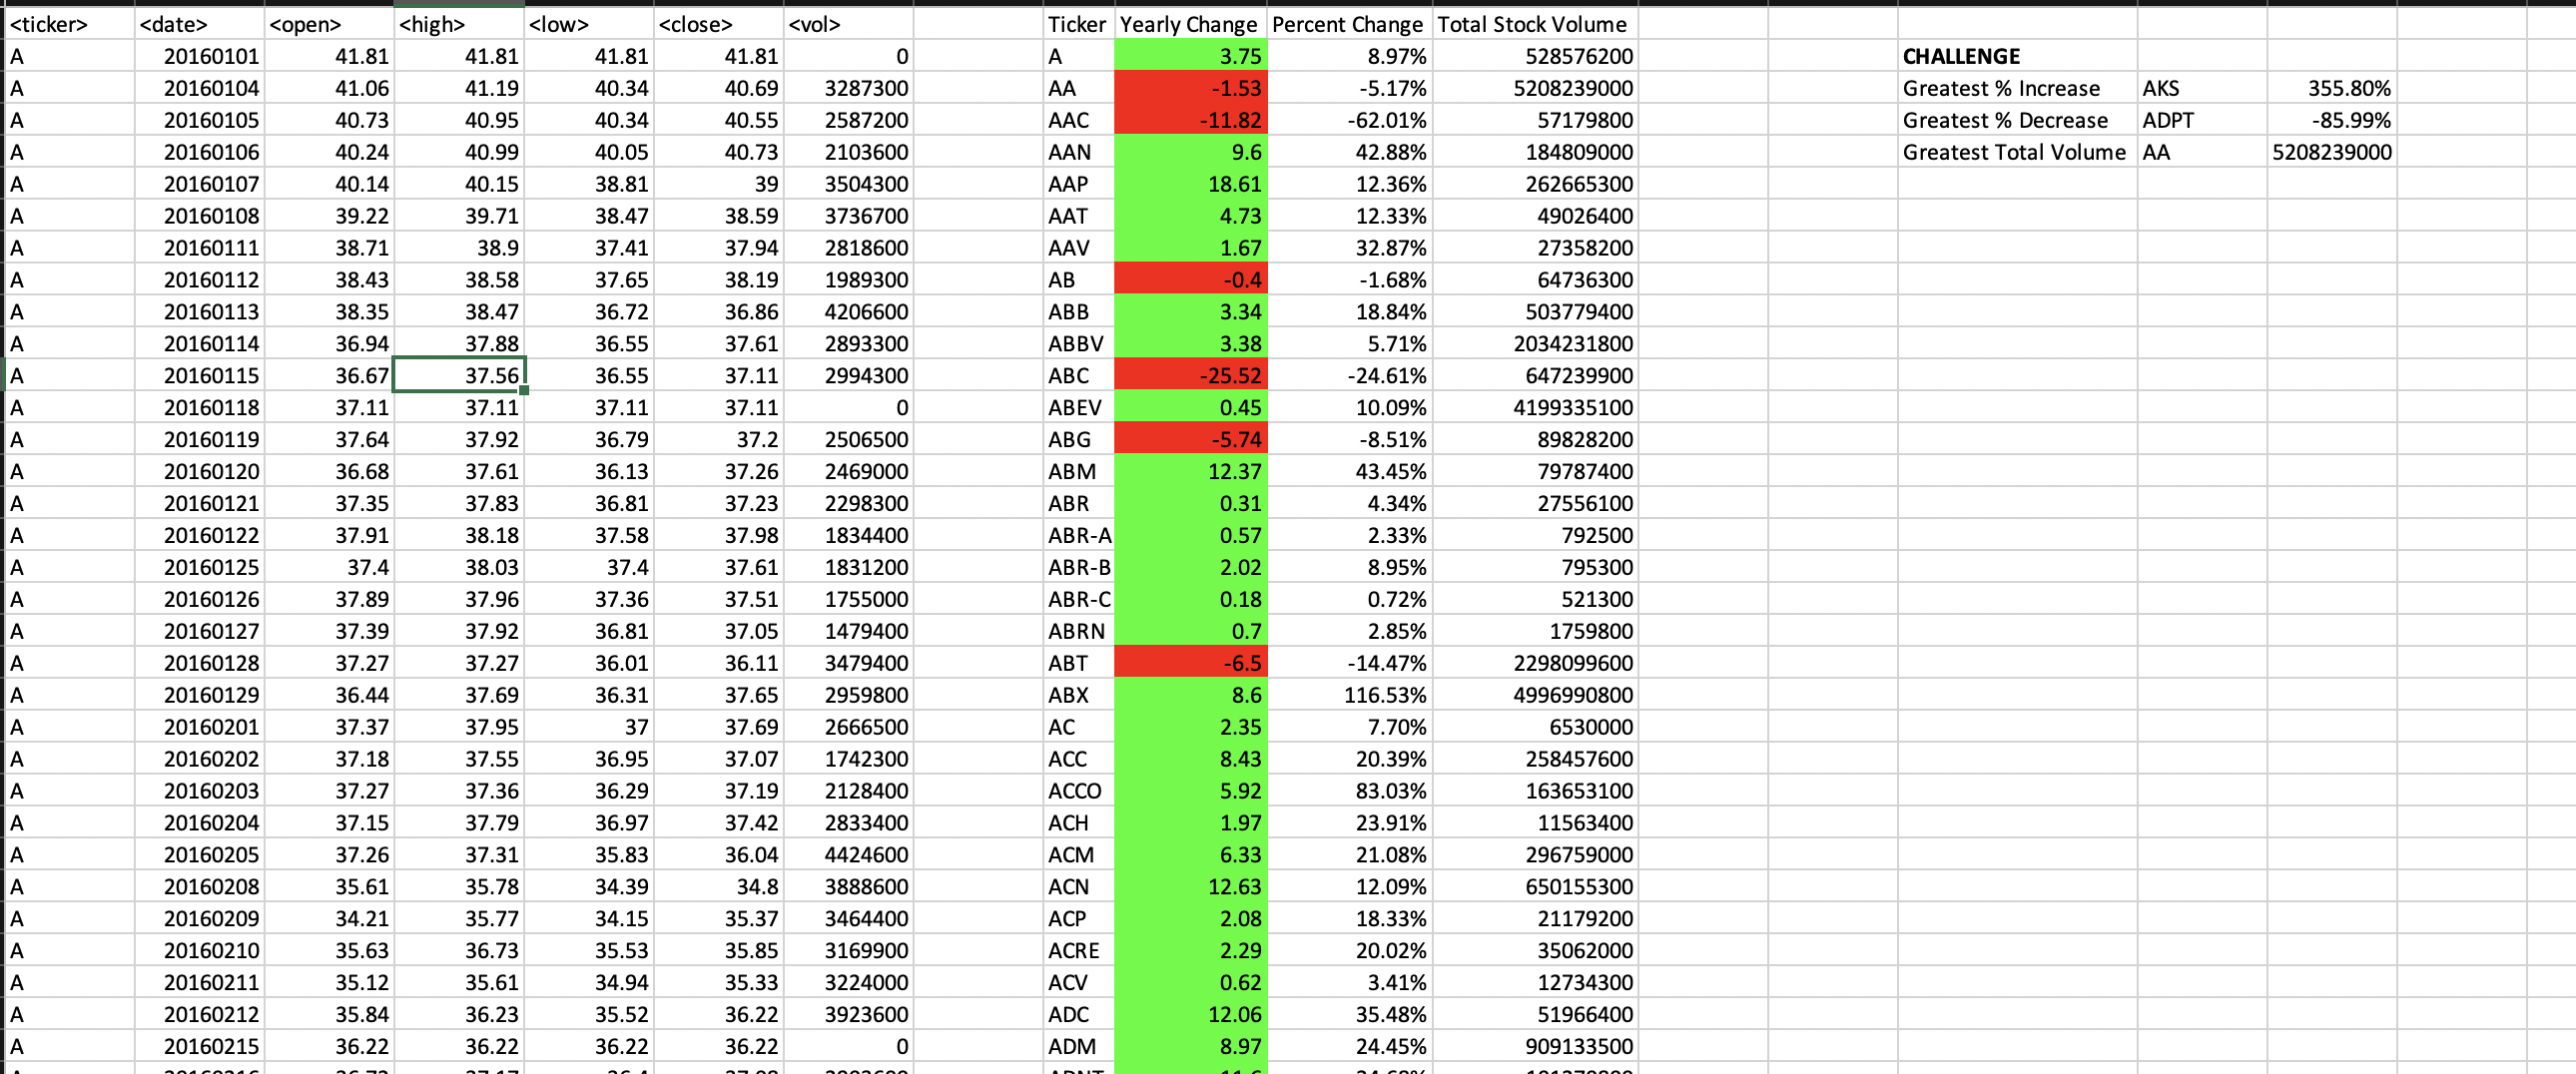 <ticker> <date> <open> <high> <low> <close> <vol> Ticker Yearly Change Percent Change Total Stock Volume
A 20160101 41.81 41.81 41.81 41.81 0 A 3.75 8.97% 528576200 CHALLENGE
A 20160104 41.06 41.19 40.34 40.69 3287300 AA -1.53 -5.17% 5208239000 Greatest % Increase AKS 355.80%
A 20160105 40.73 40.95 40.34 40.55 2587200 AAC -11.82 -62.01% 57179800 Greatest % Decrease ADPT -85.99%
A 20160106 40.24 40.99 40.05 40.73 2103600 AAN 9.6 42.88% 184809000 Greatest Total Volume AA 5208239000
A 20160107 40.14 40.15 38.81 39 3504300 AAP 18.61 12.36% 262665300
A 20160108 39.22 39.71 38.47 38.59 3736700 AAT 4.73 12.33% 49026400
A 20160111 38.71 38.9 37.41 37.94 2818600 AAV 1.67 32.87% 27358200
A 20160112 38.43 38.58 37.65 38.19 1989300 AB -0.4 -1.68% 64736300
A 20160113 38.35 38.47 36.72 36.86 4206600 ABB 3.34 18.84% 503779400
A 20160114 36.94 37.88 36.55 37.61 2893300 ABBV 3.38 5.71% 2034231800
A 20160115 36.67 37.56 36.55 37.11 2994300 ABC -25.52 -24.61% 647239900
A 20160118 37.11 37.11 37.11 37.11 0 ABEV 0.45 10.09% 4199335100
A 20160119 37.64 37.92 36.79 37.2 2506500 ABG -5.74 -8.51% 89828200
A 20160120 36.68 37.61 36.13 37.26 2469000 ABM 12.37 43.45% 79787400
A 20160121 37.35 37.83 36.81 37.23 2298300 ABR 0.31 4.34% 27556100
A 20160122 37.91 38.18 37.58 37.98 1834400 ABR-A 0.57 2.33% 792500
A 20160125 37.4 38.03 37.4 37.61 1831200 ABR-B 2.02 8.95% 795300
A 20160126 37.89 37.96 37.36 37.51 1755000 ABR-C 0.18 0.72% 521300
A 20160127 37.39 37.92 36.81 37.05 1479400 ABRN 0.7 2.85% 1759800
A 20160128 37.27 37.27 36.01 36.11 3479400 ABT -6.5 -14.47% 2298099600
A 20160129 36.44 37.69 36.31 37.65 2959800 ABX 8.6 116.53% 4996990800
A 20160201 37.37 37.95 37 37.69 2666500 AC 2.35 7.70% 6530000
A 20160202 37.18 37.55 36.95 37.07 1742300 ACC 8.43 20.39% 258457600
A 20160203 37.27 37.36 36.29 37.19 2128400 ACCO 5.92 83.03% 163653100
A 20160204 37.15 37.79 36.97 37.42 2833400 ACH 1.97 23.91% 11563400
A 20160205 37.26 37.31 35.83 36.04 4424600 ACM 6.33 21.08% 296759000
A 20160208 35.61 35.78 34.39 34.8 3888600 ACN 12.63 12.09% 650155300
A 20160209 34.21 35.77 34.15 35.37 3464400 ACP 2.08 18.33% 21179200
A 20160210 35.63 36.73 35.53 35.85 3169900 ACRE 2.29 20.02% 35062000
A 20160211 35.12 35.61 34.94 35.33 3224000 ACV 0.62 3.41% 12734300
A 20160212 35.84 36.23 35.52 36.22 3923600 ADC 12.06 35.48% 51966400
A 20160215 36.22 36.22 36.22 36.22 0 ADM 8.97 24.45% 909133500